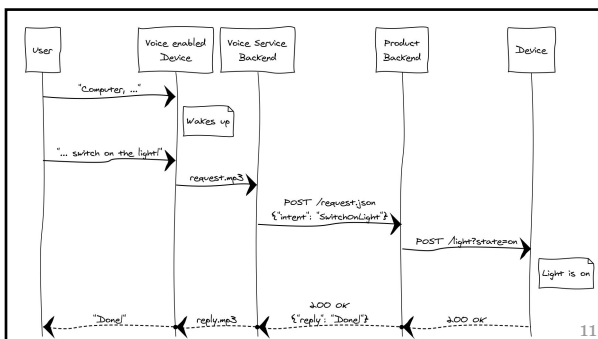 User
Voice enabled
Device
Voice Service
Backend
Product
Backend
Device
"Computer, ..."
Wakes up
"... switch on the light!"
request.mp3
POST /request.json
{"intent": "SwitchOnLight"}
POST /light?state=on
Light is on
"Done!"
reply.mp3
200 OK
{"reply": "Done!"}
200 OK
11